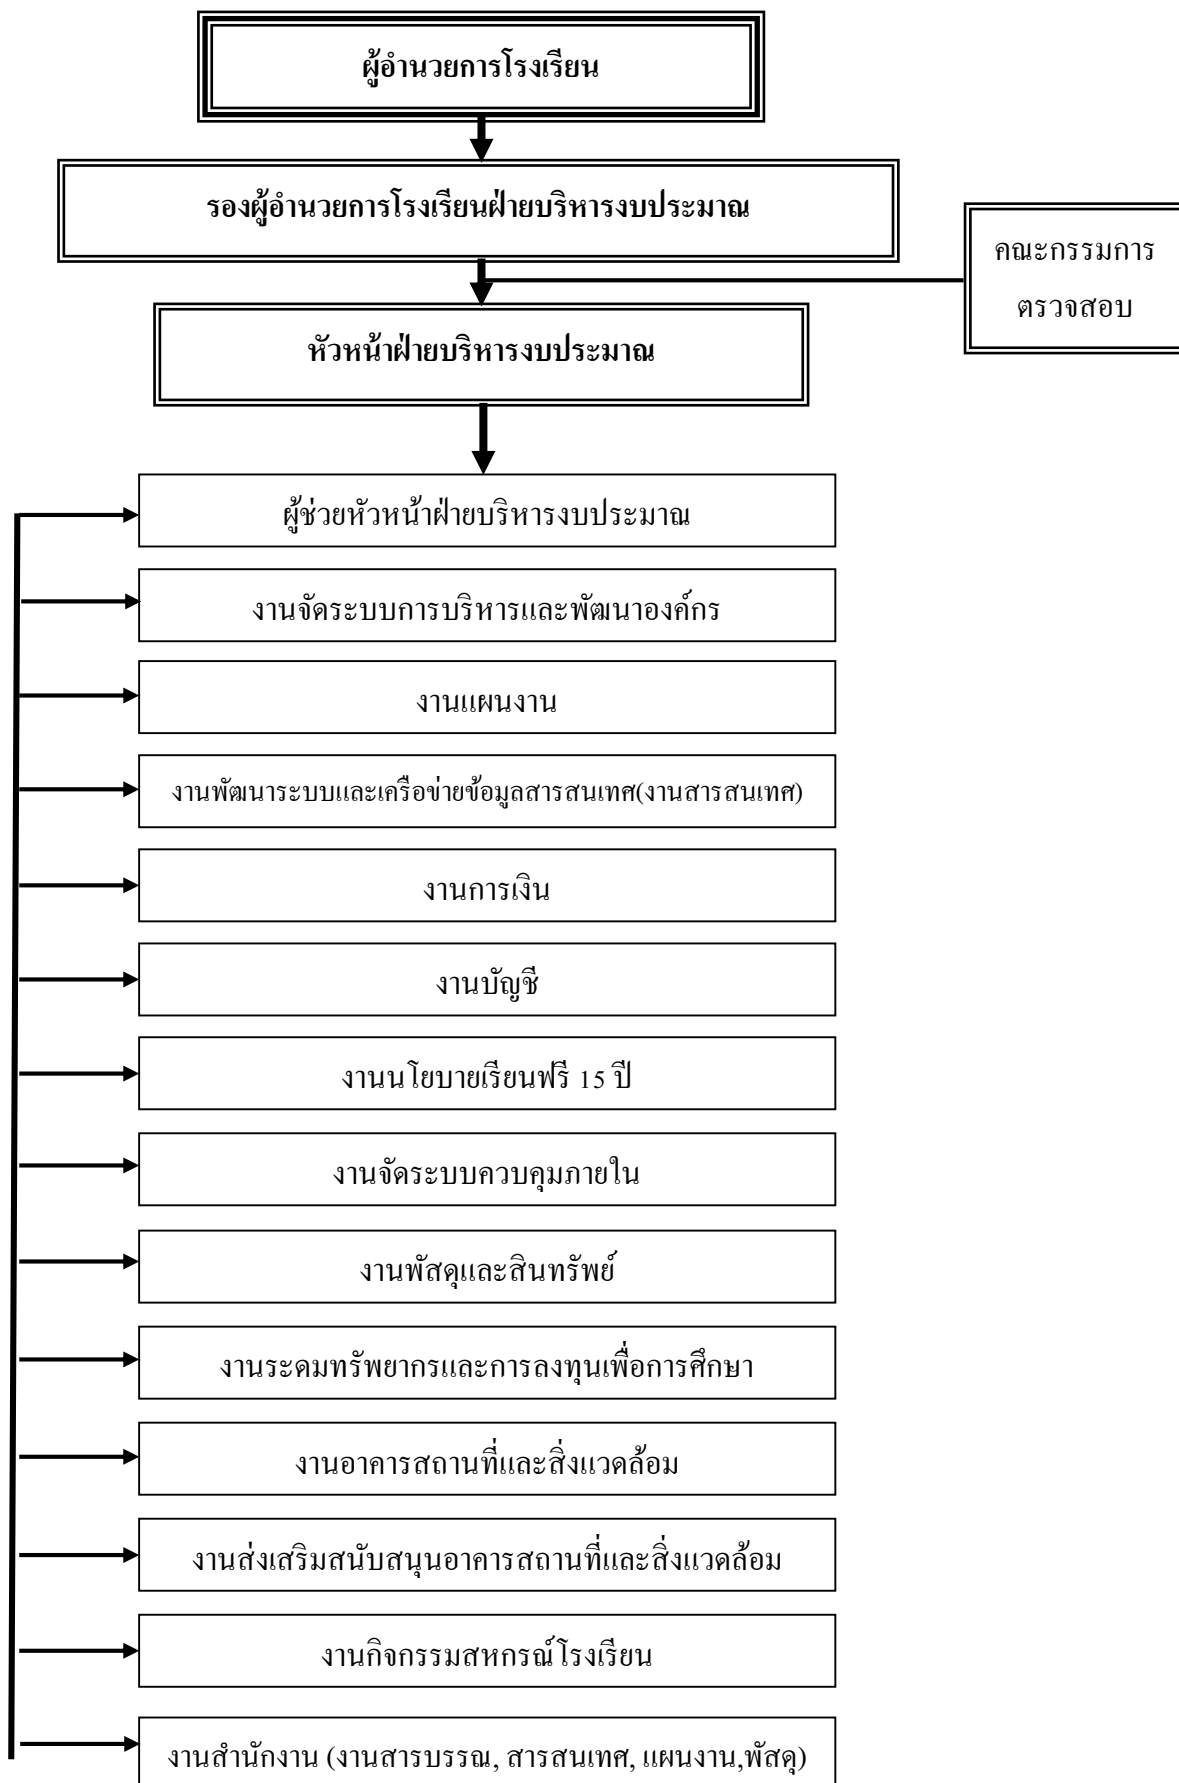 ผู้อำนวยการโรงเรียน
รองผู้อำนวยการโรงเรียนฝ่ายบริหารงบประมาณ
คณะกรรมการ
ตรวจสอบ
หัวหน้าฝ่ายบริหารงบประมาณ
ผู้ช่วยหัวหน้าฝ่ายบริหารงบประมาณ
งานจัดระบบการบริหารและพัฒนาองค์กร
งานแผนงาน
งานพัฒนาระบบและเครือข่ายข้อมูลสารสนเทศ(งานสารสนเทศ)
งานการเงิน
งานบัญชี
งานนโยบายเรียนฟรี 15 ปี
งานจัดระบบควบคุมภายใน
งานพัสดุและสินทรัพย์
งานระดมทรัพยากรและการลงทุนเพื่อการศึกษา
งานอาคารสถานที่และสิ่งแวดล้อม
งานส่งเสริมสนับสนุนอาคารสถานที่และสิ่งแวดล้อม
งานกิจกรรมสหกรณ์โรงเรียน
งานสำนักงาน (งานสารบรรณ, สารสนเทศ, แผนงาน,พัสดุ)